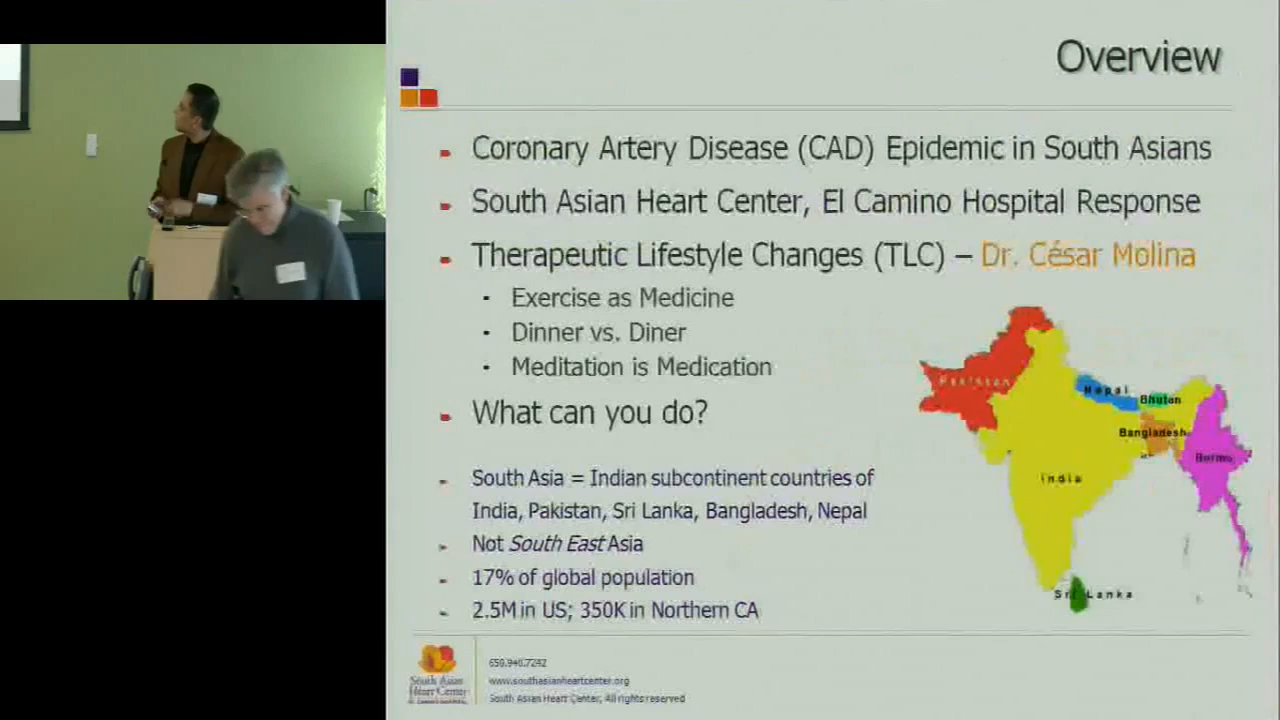 Overview
Coronary Artery Disease (CAD) Epidemic in South Asians
South Asian Heart Center, El Camino Hospital Response
Therapeutic Lifestyle Changes (TLC) – Dr. César Molina
Exercise as Medicine
Dinner vs. Diner
Meditation is Medication
What can you do?
South Asia = Indian subcontinent countries of
India, Pakistan, Sri Lanka, Bangladesh, Nepal
Not South East Asia
17% of global population
2.5M in US; 350K in Northern CA
Pakistan
Nepal
Bhutan
Bangladesh
Burma
India
Sri Lanka
South Asian
Heart Center
650.940.7242
www.southasianheartcenter.org
South Asian Heart Center, All rights reserved